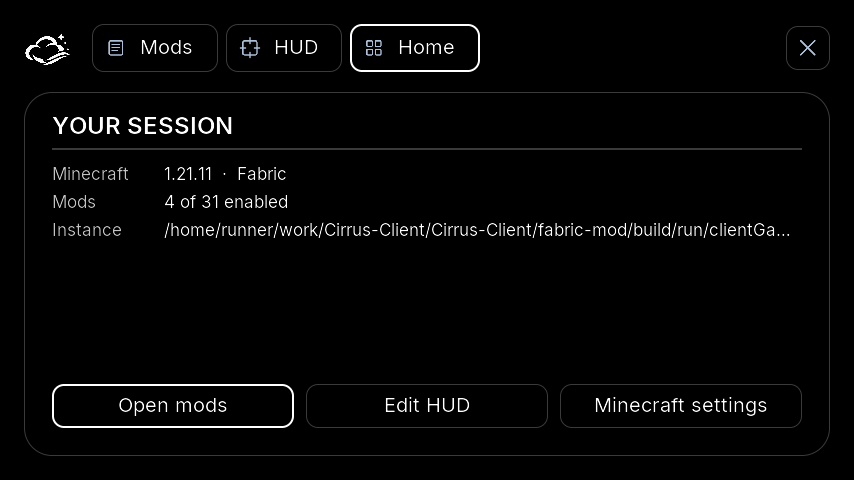 Mods HUD Home
YOUR SESSION
Minecraft 1.21.11 · Fabric
Mods 4 of 31 enabled
Instance /home/runner/work/Cirrus-Client/Cirrus-Client/fabric-mod/build/run/clientGa...
Open mods Edit HUD Minecraft settings